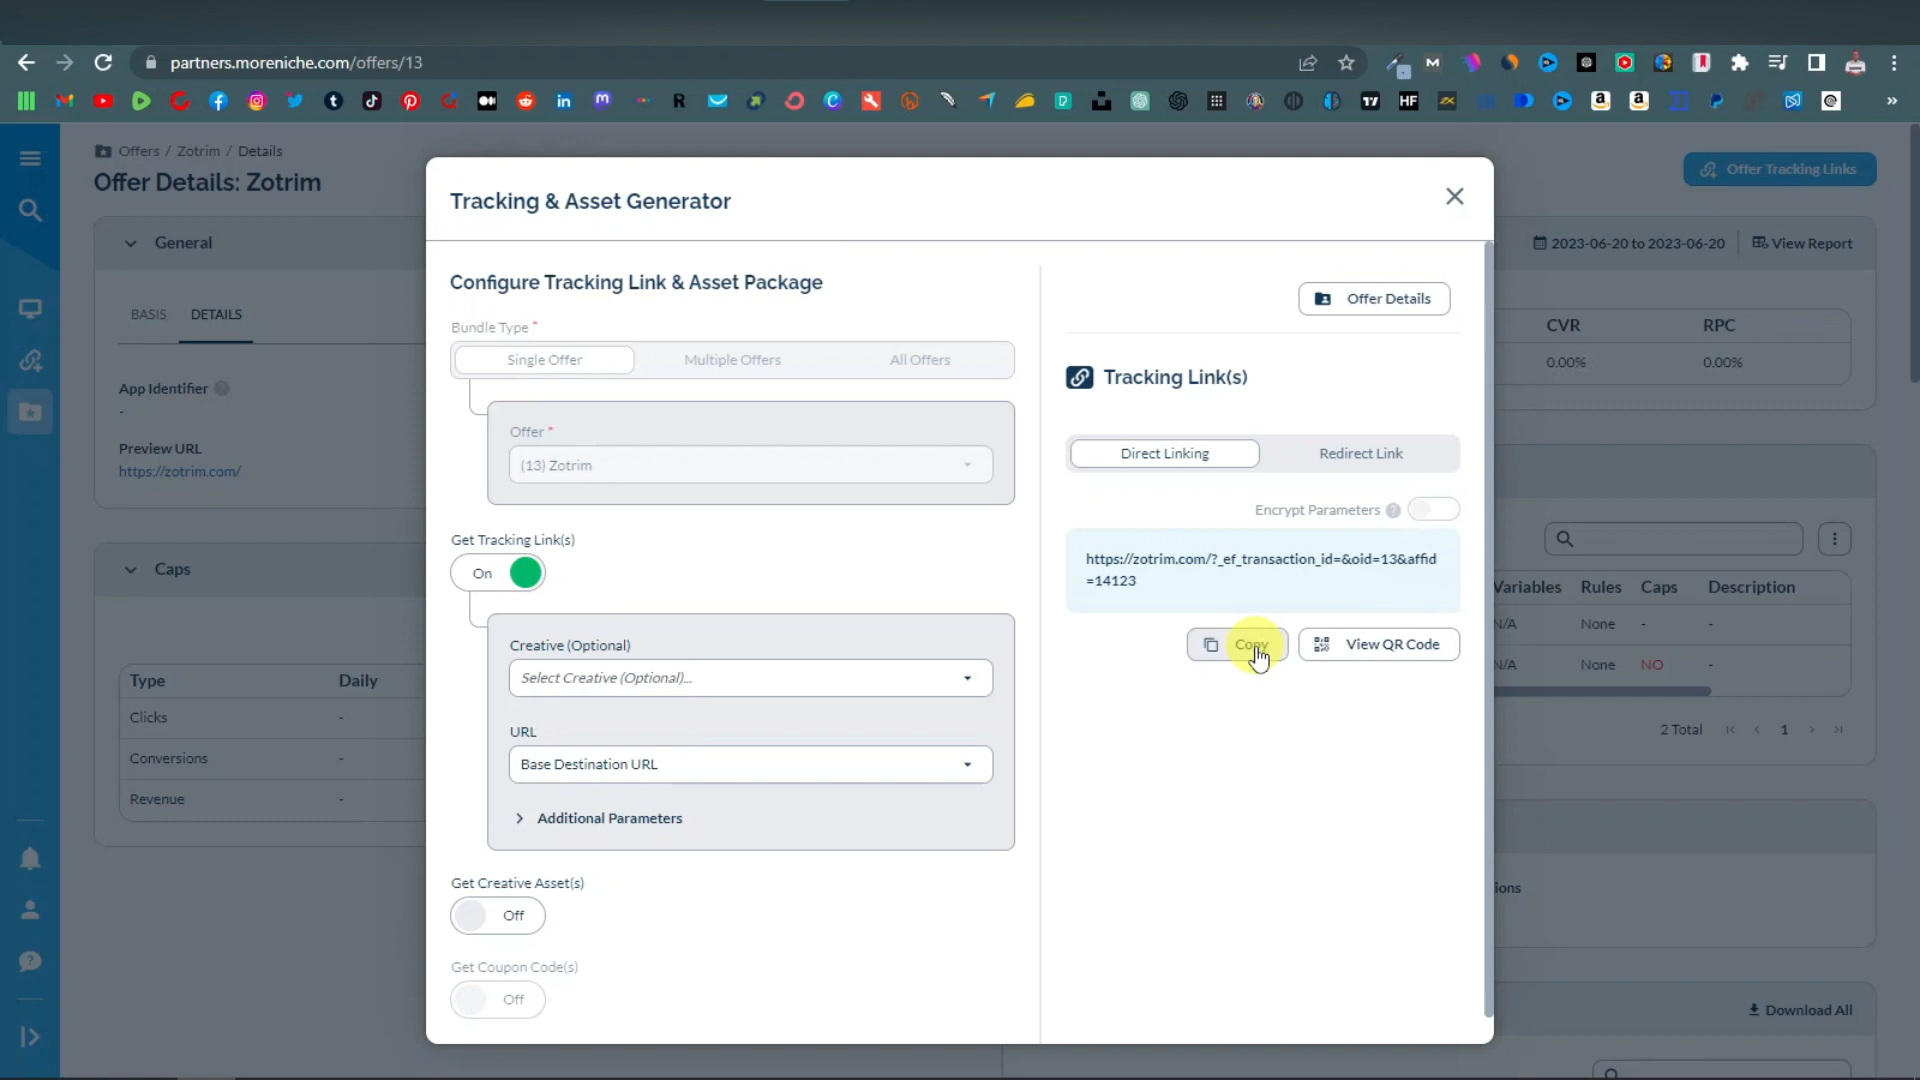 partners.moreniche.com/offers/13
Offers / Zotrim / Details
Offer Details: Zotrim
Offer Tracking Links
General
2023-06-20 to 2023-06-20
View Report
BASIS
DETAILS
CVR
RPC
0.00%
0.00%
App Identifier
-
Preview URL
https://zotrim.com/
Caps
Type
Daily
Clicks
-
Conversions
-
Revenue
-
Tracking & Asset Generator
Configure Tracking Link & Asset Package
Bundle Type *
Single Offer
Multiple Offers
All Offers
Offer *
(13) Zotrim
Get Tracking Link(s)
On
Creative (Optional)
Select Creative (Optional)...
URL
Base Destination URL
Additional Parameters
Get Creative Asset(s)
Off
Get Coupon Code(s)
Off
Offer Details
Tracking Link(s)
Direct Linking
Redirect Link
Encrypt Parameters
https://zotrim.com/?_ef_transaction_id=&oid=13&affid
=14123
Copy
View QR Code
Variables
Rules
Caps
Description
N/A
None
-
-
N/A
None
NO
-
2 Total
1
ions
Download All